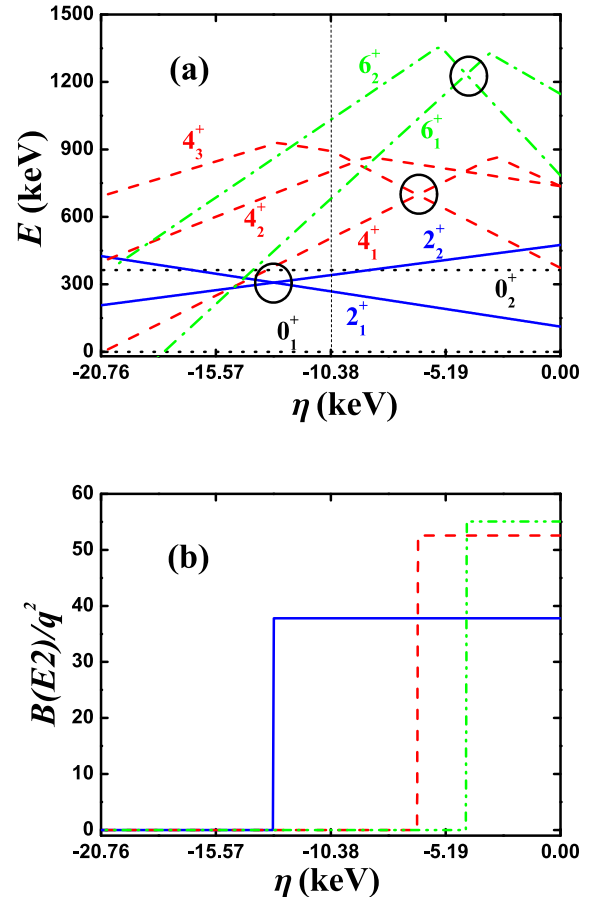 (a)
1500
1200
900
600
300
0
E (keV)
6₂⁺
4₃⁺
6₁⁺
4₂⁺
4₁⁺
2₂⁺
0₂⁺
0₁⁺
2₁⁺
-20.76 -15.57 -10.38 -5.19 0.00
η (keV)
(b)
60
50
40
30
20
10
0
B(E2)/q²
-20.76 -15.57 -10.38 -5.19 0.00
η (keV)